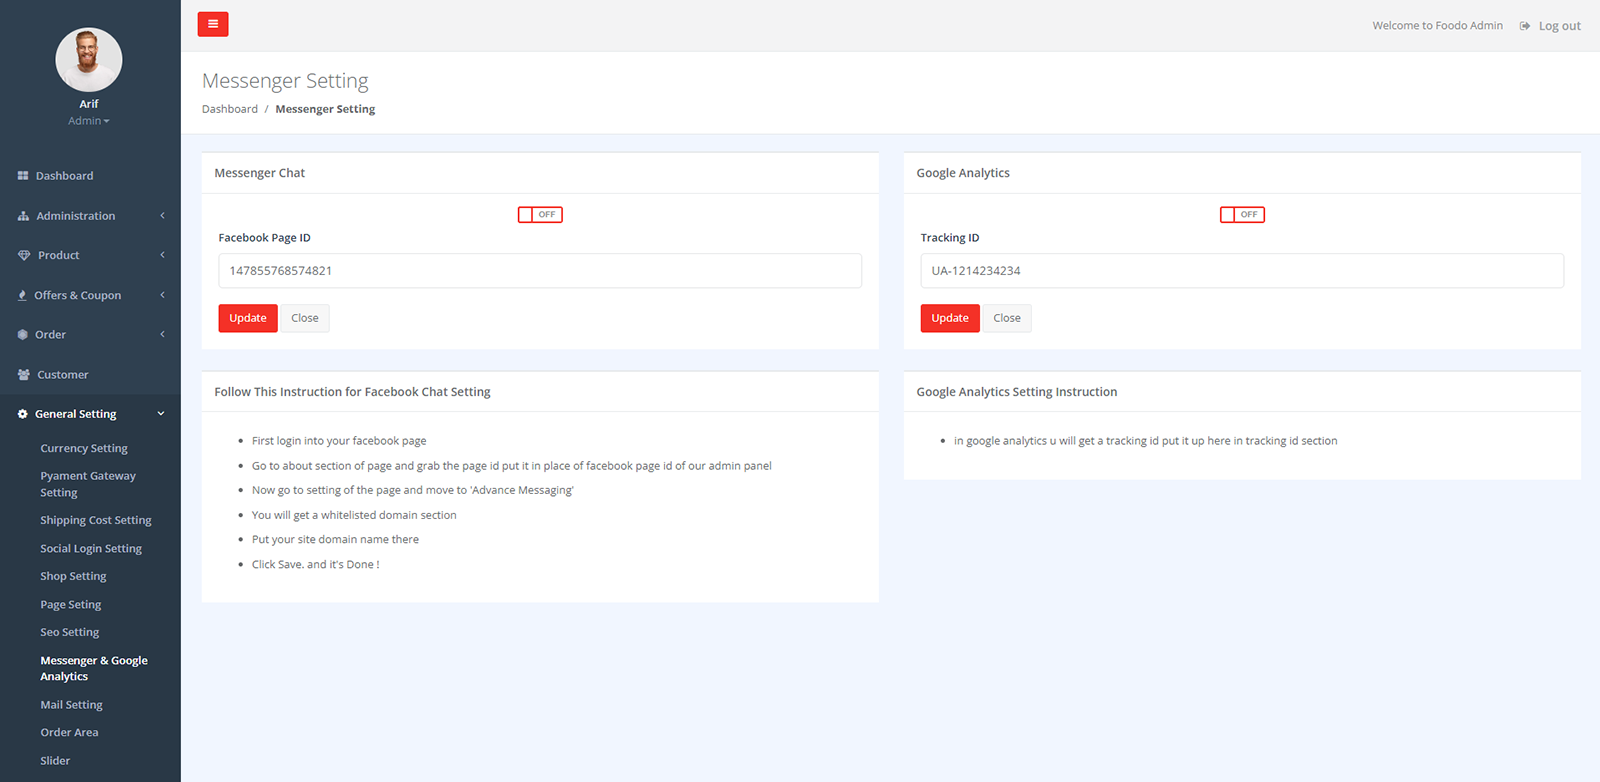 Arif
Admin
Dashboard
Administration
Product
Offers & Coupon
Order
Customer
General Setting
Currency Setting
Pyament Gateway
Setting
Shipping Cost Setting
Social Login Setting
Shop Setting
Page Seting
Seo Setting
Messenger & Google
Analytics
Mail Setting
Order Area
Slider
Welcome to Foodo Admin
Log out
Messenger Setting
Dashboard / Messenger Setting
Messenger Chat
OFF
Facebook Page ID
147855768574821
Update Close
Google Analytics
OFF
Tracking ID
UA-1214234234
Update Close
Follow This Instruction for Facebook Chat Setting
First login into your facebook page
Go to about section of page and grab the page id put it in place of facebook page id of our admin panel
Now go to setting of the page and move to 'Advance Messaging'
You will get a whitelisted domain section
Put your site domain name there
Click Save. and it's Done !
Google Analytics Setting Instruction
in google analytics u will get a tracking id put it up here in tracking id section